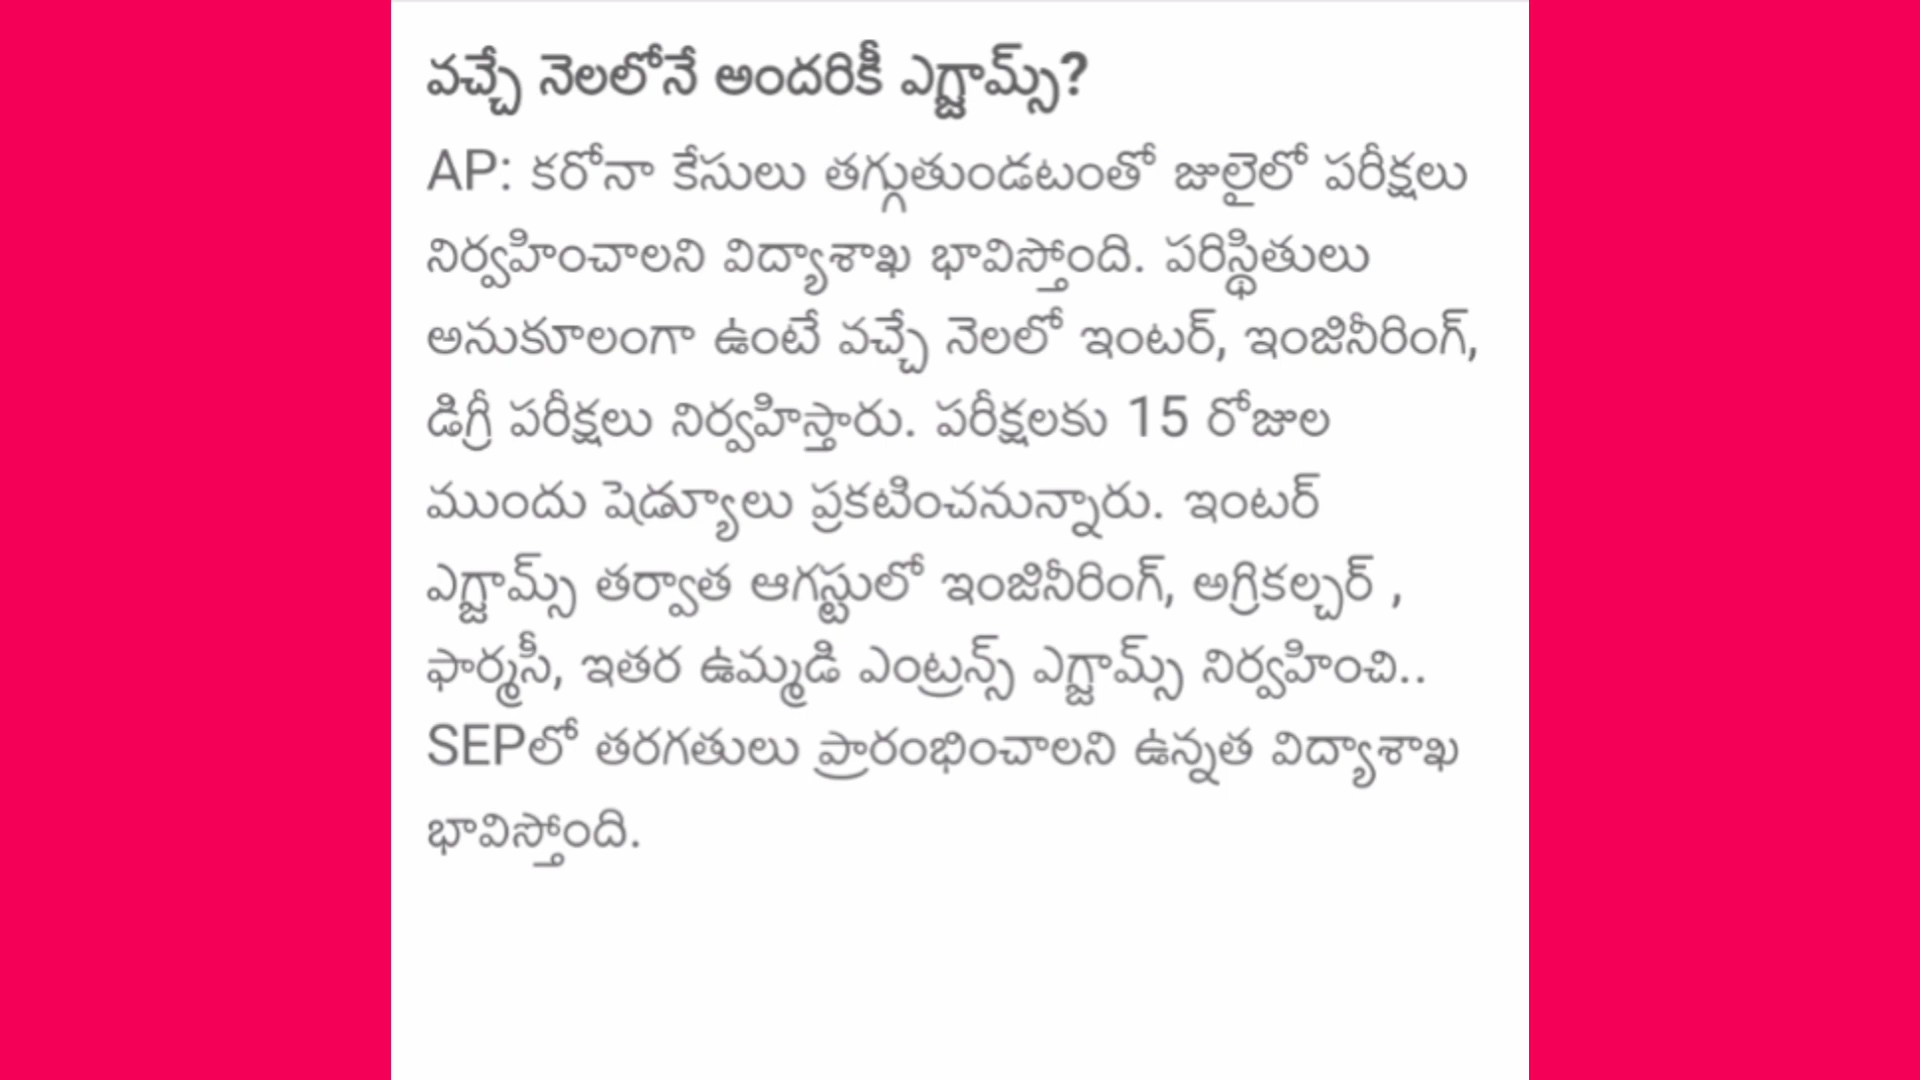 వచ్చే నెలలోనే అందరికీ ఎగ్జామ్స్?
AP: కరోనా కేసులు తగ్గుతుండటంతో జులైలో పరీక్షలు
నిర్వహించాలని విద్యాశాఖ భావిస్తోంది. పరిస్థితులు
అనుకూలంగా ఉంటే వచ్చే నెలలో ఇంటర్, ఇంజినీరింగ్,
డిగ్రీ పరీక్షలు నిర్వహిస్తారు. పరీక్షలకు 15 రోజుల
ముందు షెడ్యూలు ప్రకటించనున్నారు. ఇంటర్
ఎగ్జామ్స్ తర్వాత ఆగస్టులో ఇంజినీరింగ్, అగ్రికల్చర్ ,
ఫార్మసీ, ఇతర ఉమ్మడి ఎంట్రన్స్ ఎగ్జామ్స్ నిర్వహించి..
SEPలో తరగతులు ప్రారంభించాలని ఉన్నత విద్యాశాఖ
భావిస్తోంది.